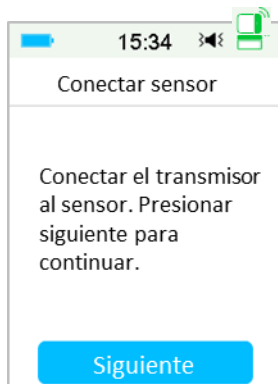 15:34
Conectar sensor
Conectar el transmisor
al sensor. Presionar
siguiente para
continuar.
Siguiente